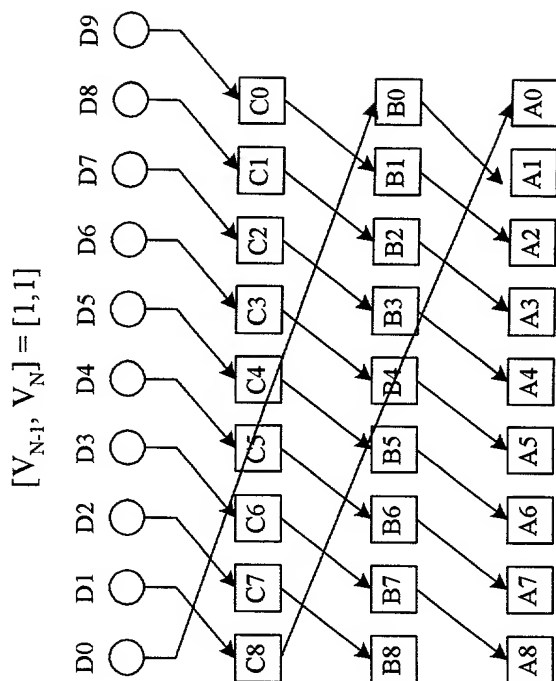 [V_{N-1}, V_N] = [1,1]
D0 D1 D2 D3 D4 D5 D6 D7 D8 D9
C8 C7 C6 C5 C4 C3 C2 C1 C0
B8 B7 B6 B5 B4 B3 B2 B1 B0
A8 A7 A6 A5 A4 A3 A2 A1 A0